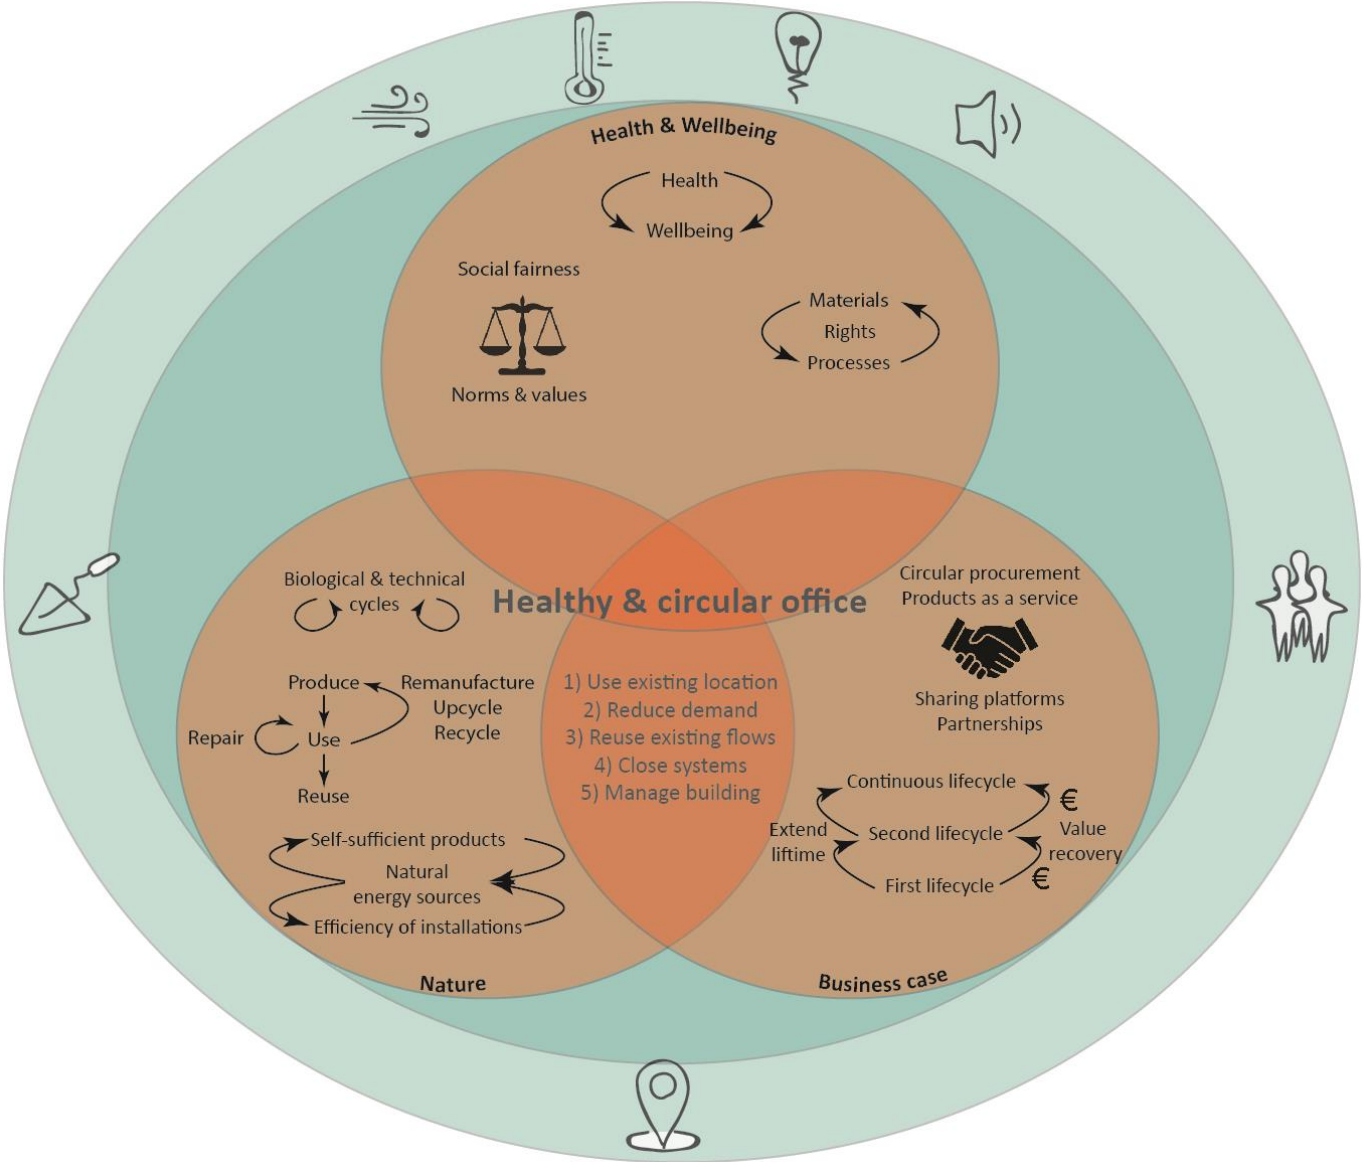 Health & Wellbeing
Health
Wellbeing
Social fairness
Norms & values
Materials
Rights
Processes
Healthy & circular office
1) Use existing location
2) Reduce demand
3) Reuse existing flows
4) Close systems
5) Manage building
Biological & technical
cycles
Produce
Remanufacture
Upcycle
Recycle
Repair
Use
Reuse
Self-sufficient products
Natural
energy sources
Efficiency of installations
Nature
Circular procurement
Products as a service
Sharing platforms
Partnerships
Continuous lifecycle
€
Extend
liftime
Second lifecycle
Value
recovery
First lifecycle
€
Business case